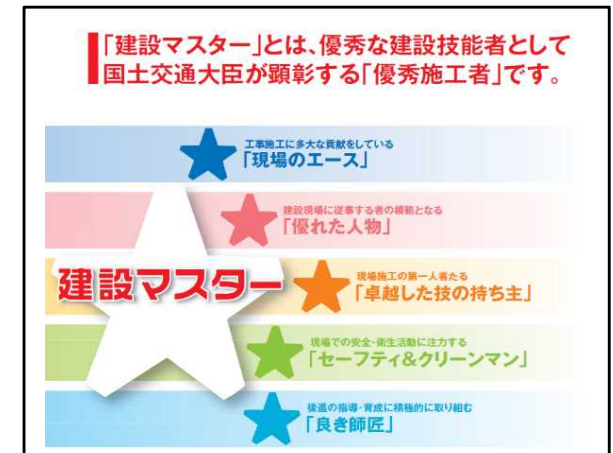 「建設マスター」とは、優秀な建設技能者として
国土交通大臣が顕彰する「優秀施工者」です。
工事施工に多大な貢献をしている
「現場のエース」
建設現場に従事する者の模範となる
「優れた人物」
建設マスター
現場施工の第一人者たる
「卓越した技の持ち主」
現場での安全・衛生活動に注力する
「セーフティ&クリーンマン」
後進の指導・育成に積極的に取り組む
「良き師匠」